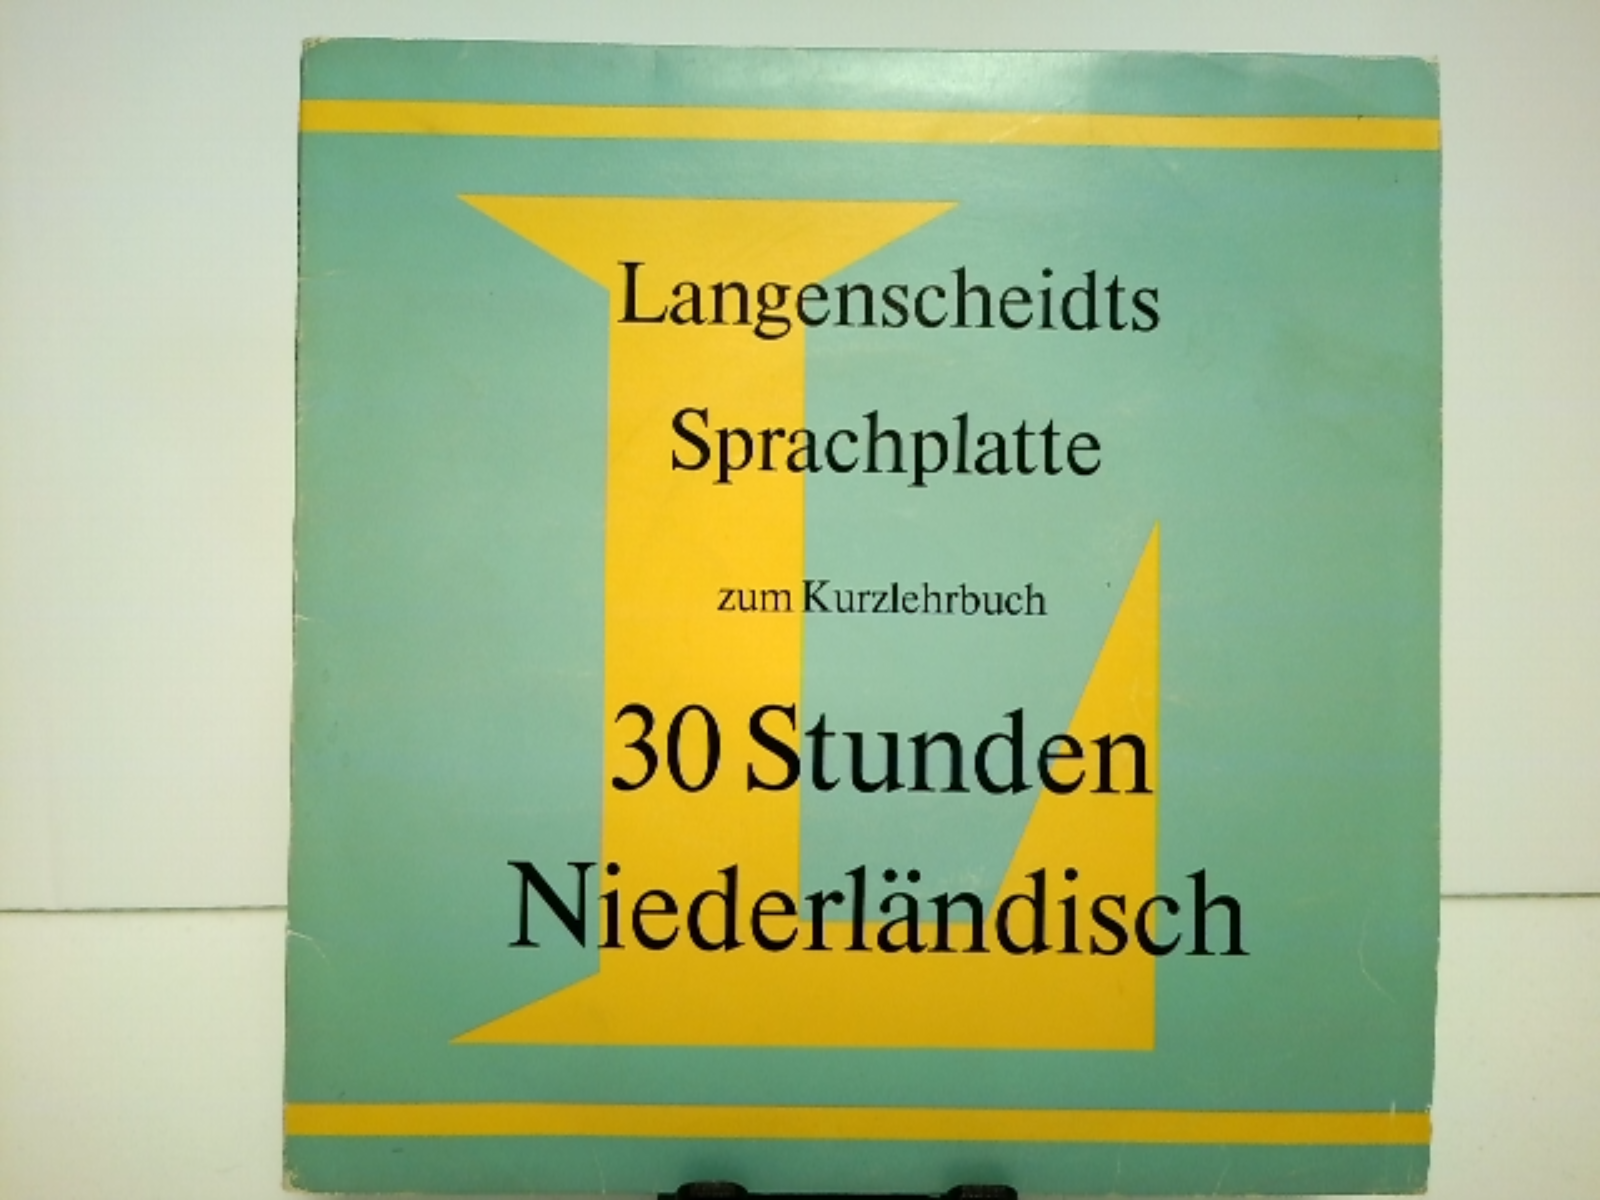 Langenscheidts
Sprachplatte
zum Kurzlehrbuch
30 Stunden
Niederländisch